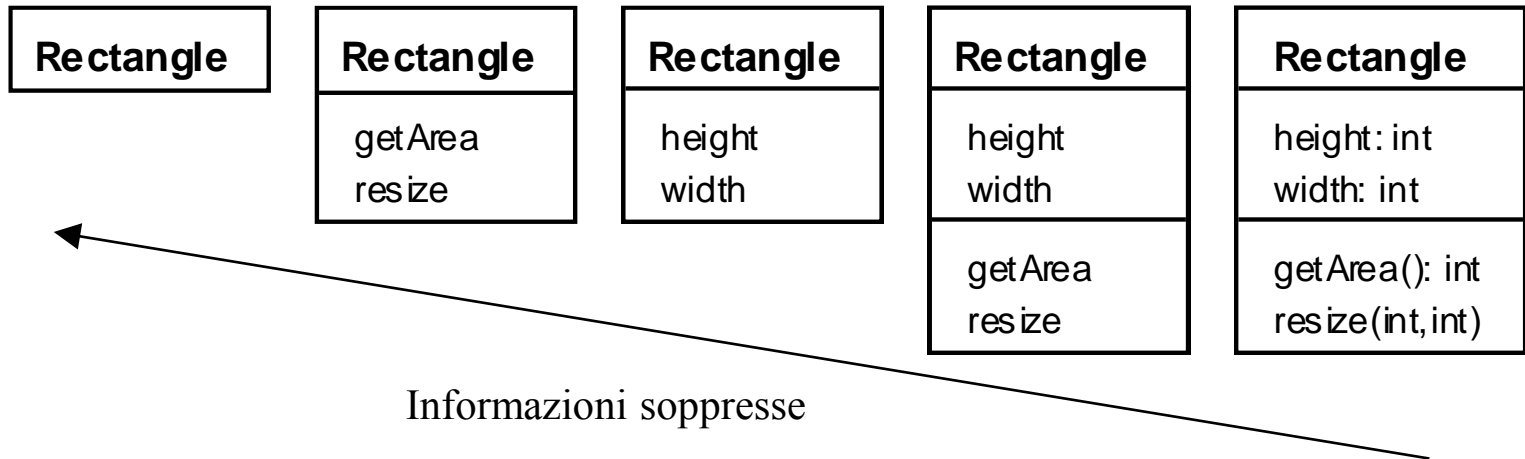 Rectangle
Rectangle
getArea
resize
Rectangle
height
width
Rectangle
height
width
getArea
resize
Rectangle
height: int
width: int
getArea(): int
resize(int,int)
Informazioni soppresse